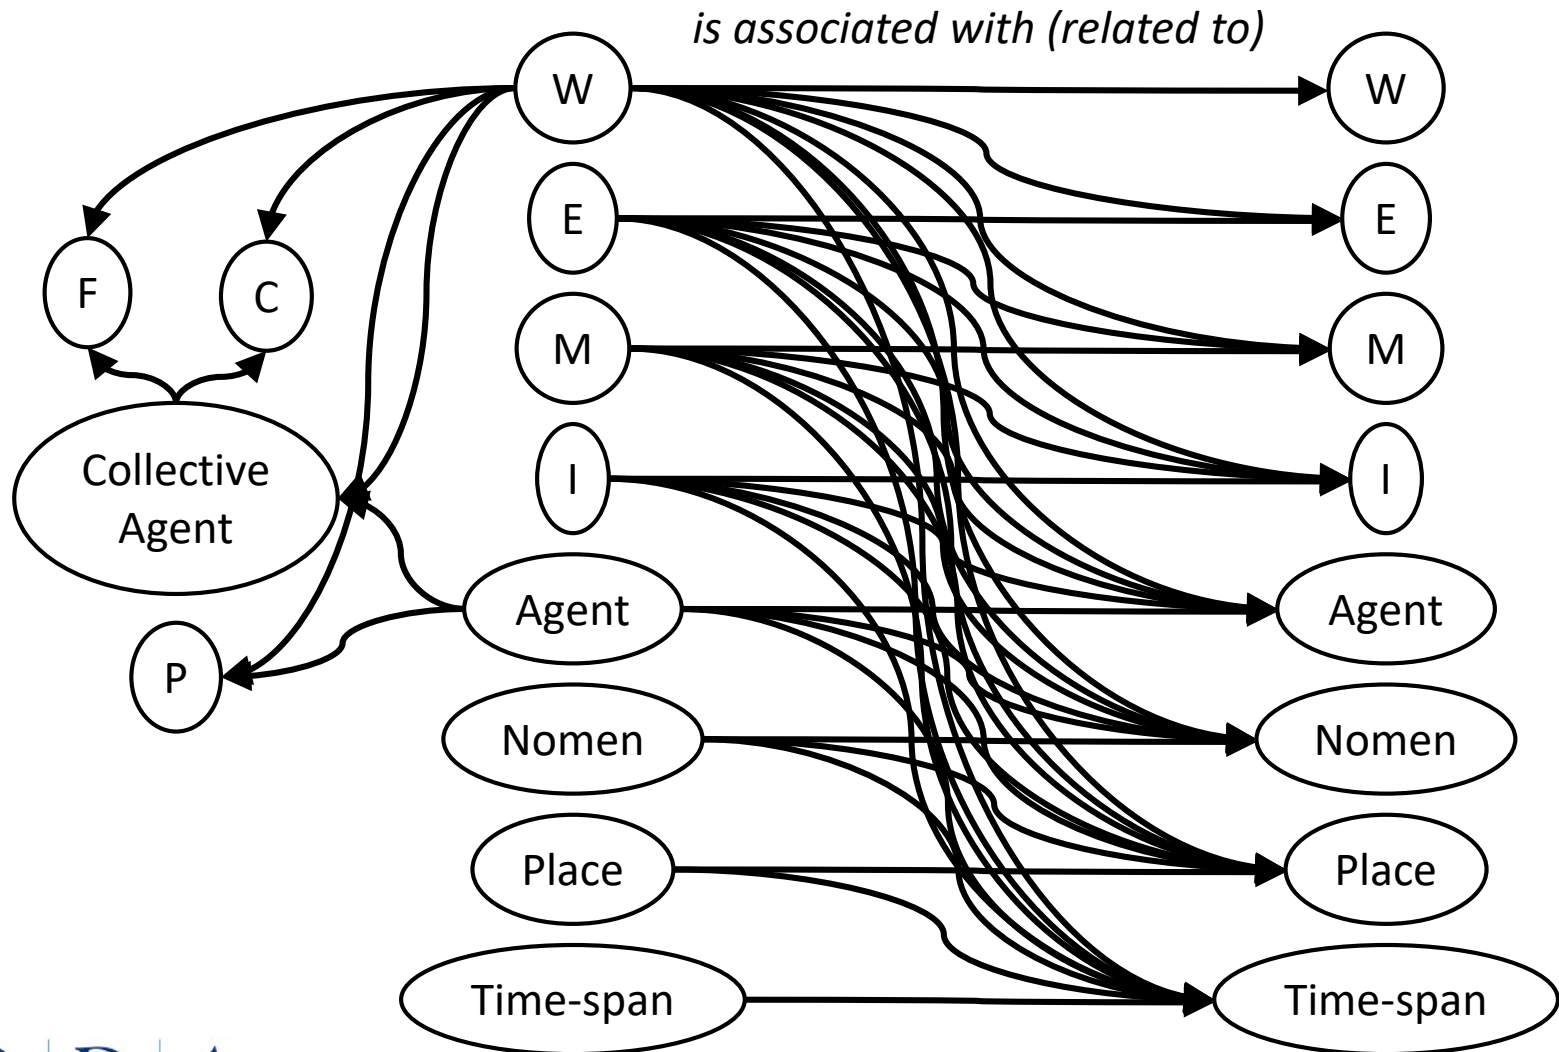 is associated with (related to)
W
W
E
E
F
C
M
M
Collective
Agent
I
I
Agent
Agent
P
Nomen
Nomen
Place
Place
Time-span
Time-span